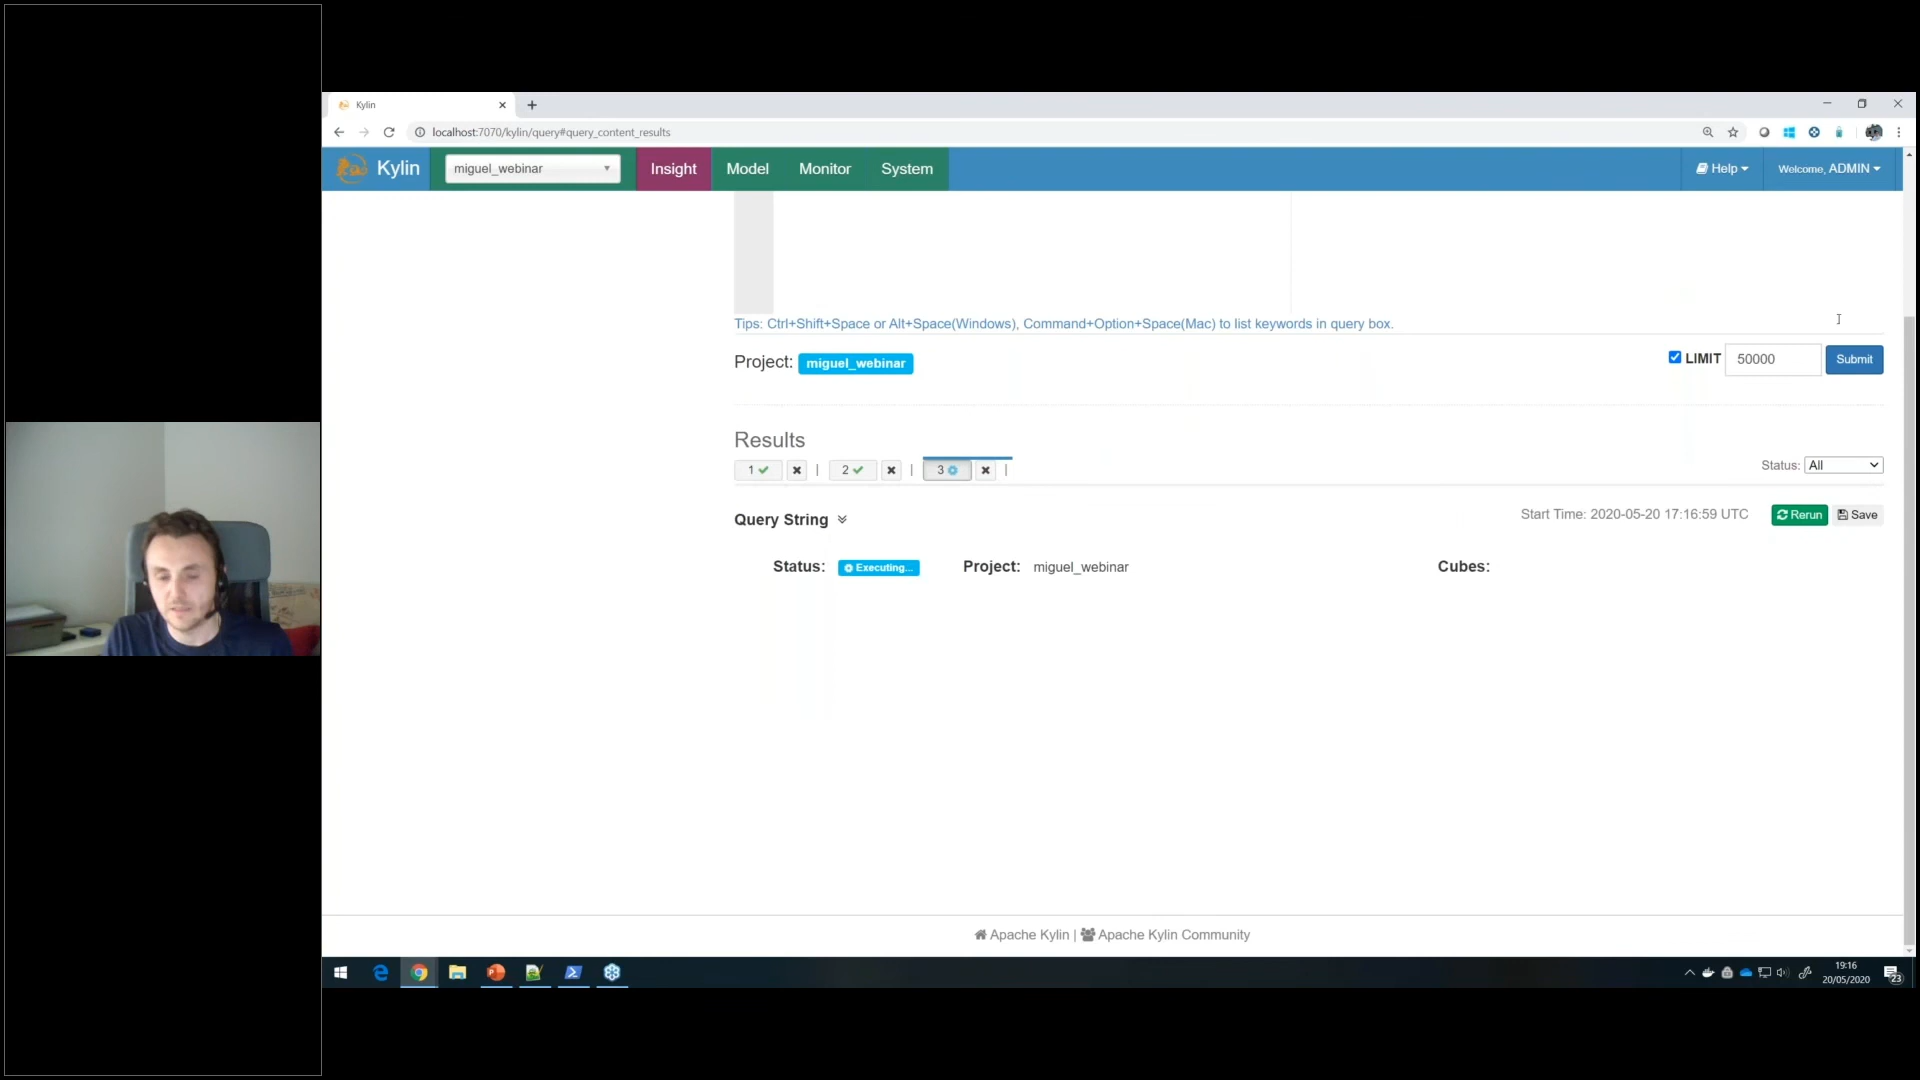 Kylin
localhost:7070/kylin/query#query_content_results
Kylin
miguel_webinar
Insight
Model
Monitor
System
Help
Welcome, ADMIN
Tips: Ctrl+Shift+Space or Alt+Space(Windows), Command+Option+Space(Mac) to list keywords in query box.
Project: miguel_webinar
LIMIT 50000 Submit
Results
1 | 2 | 3 |
Status: All
Query String
Start Time: 2020-05-20 17:16:59 UTC
Rerun
Save
Status: Executing...
Project: miguel_webinar
Cubes:
Apache Kylin | Apache Kylin Community
19:16
20/05/2020
23